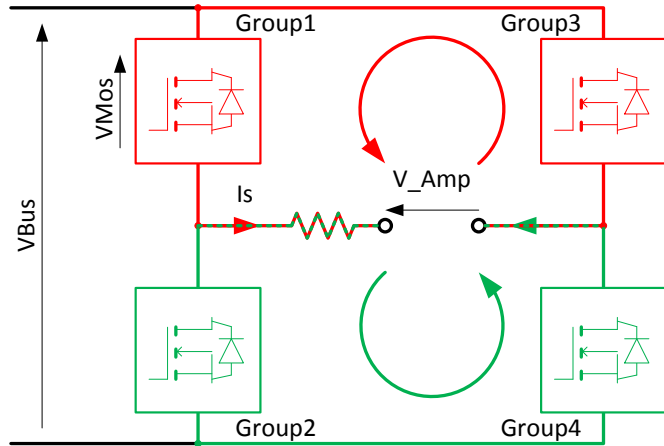 Group1
Group3
VMos
V_Amp
Is
VBus
Group2
Group4